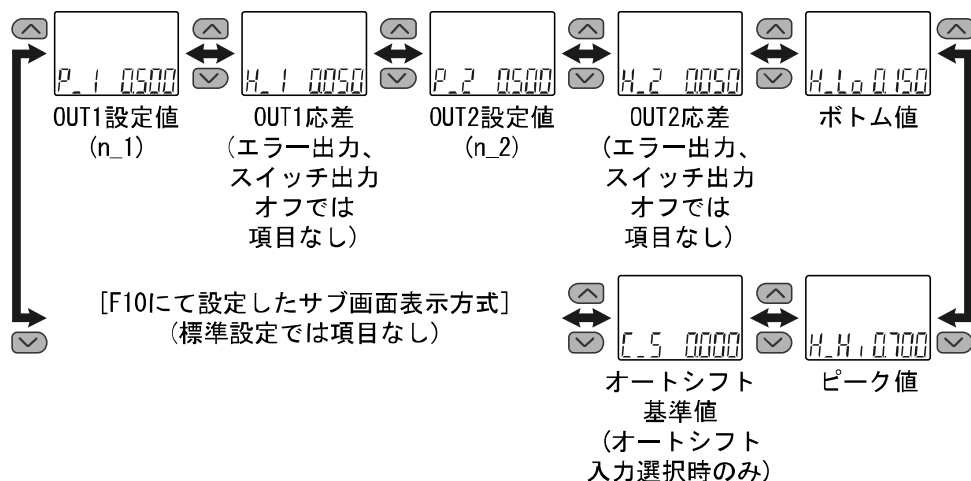 P_1 0.500
OUT1設定値
(n_1)
H_1 0.050
OUT1応差
(エラー出力、
スイッチ出力
オフでは
項目なし)
P_2 0.500
OUT2設定値
(n_2)
H_2 0.050
OUT2応差
(エラー出力、
スイッチ出力
オフでは
項目なし)
H_Lo 0.150
ボトム値
[F10にて設定したサブ画面表示方式]
(標準設定では項目なし)
C_S 0.000
オートシフト
基準値
(オートシフト
入力選択時のみ)
H_Hi 0.700
ピーク値